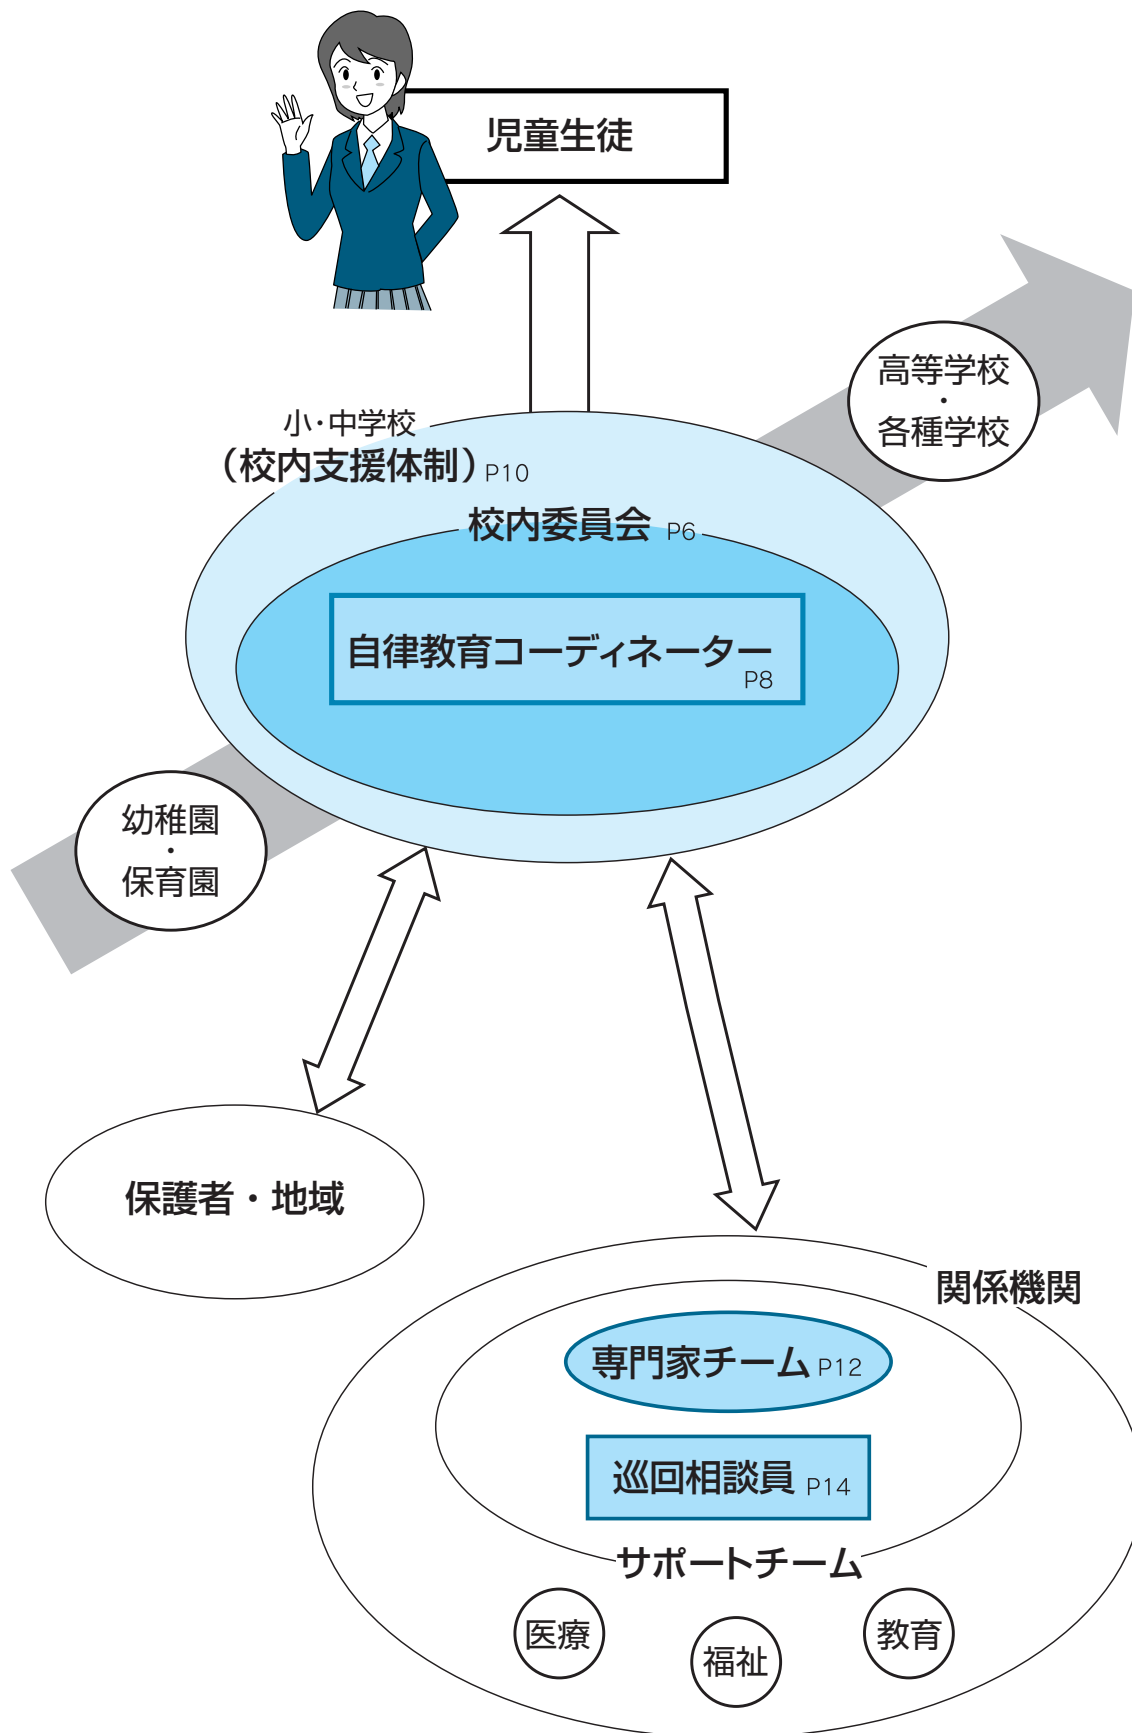 児童生徒
高等学校
・
各種学校
小・中学校
（校内支援体制）P10
校内委員会 P6
自律教育コーディネーター
P8
幼稚園
・
保育園
保護者・地域
関係機関
専門家チーム P12
巡回相談員 P14
サポートチーム
医療
福祉
教育